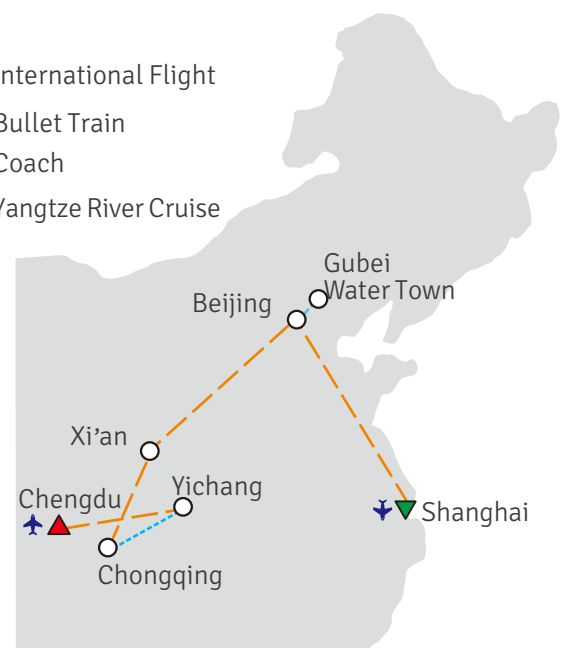 nternational Flight
Bullet Train
Coach
Yangtze River Cruise
Gubei
Water Town
Beijing
Xi’an
Yichang
Chengdu
Shanghai
Chongqing